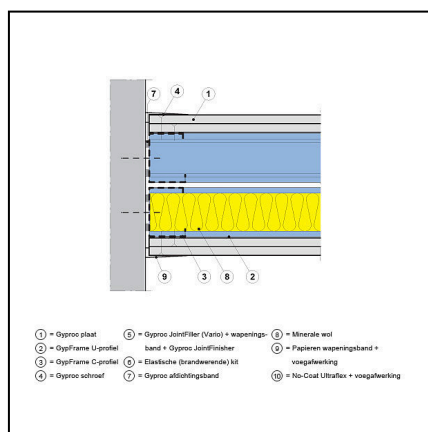 7
4
1
9
3
8
2
1 = Gyproc plaat
2 = GypFrame U-profiel
3 = GypFrame C-profiel
4 = Gyproc schroef
5 = Gyproc JointFiller (Vario) + wapenings-
band + Gyproc JointFinisher
6 = Elastische (brandwerende) kit
7 = Gyproc afdichtingsband
8 = Minerale wol
9 = Papieren wapeningsband +
voegafwerking
10 = No-Coat Ultraflex + voegafwerking